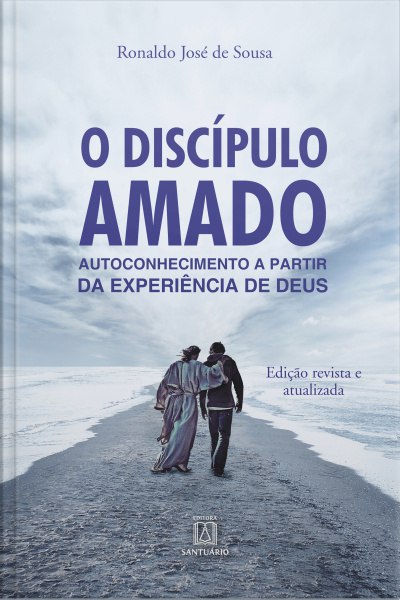 Ronaldo José de Sousa
O DISCÍPULO
AMADO
AUTOCONHECIMENTO A PARTIR
DA EXPERIÊNCIA DE DEUS
Edição revista e
atualizada
EDITORA
SANTUÁRIO